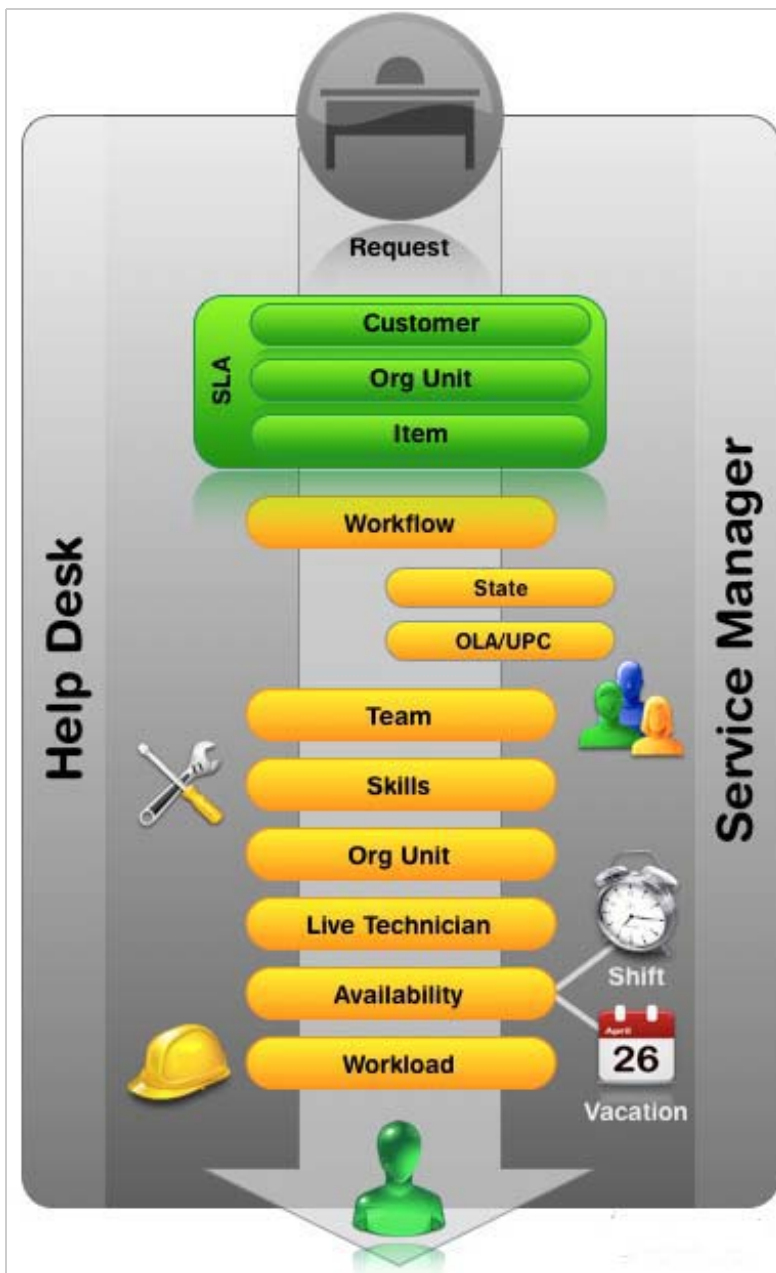 Request
SLA
Customer
Org Unit
Item
Workflow
State
OLA/UPC
Team
Skills
Org Unit
Live Technician
Availability
Workload
Shift
April
26
Vacation
Help Desk
Service Manager